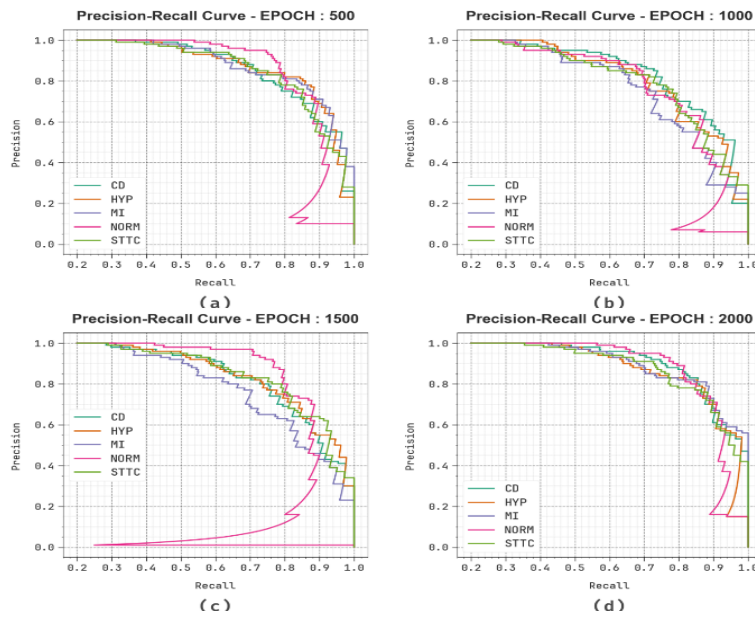 Precision-Recall Curve - EPOCH : 500
1.0
0.8
0.6
0.4
0.2
0.0
Precision
CD
HYP
MI
NORM
STTC
0.2 0.3 0.4 0.5 0.6 0.7 0.8 0.9 1.0
Recall
(a)
Precision-Recall Curve - EPOCH : 1000
1.0
0.8
0.6
0.4
0.2
0.0
Precision
CD
HYP
MI
NORM
STTC
0.2 0.3 0.4 0.5 0.6 0.7 0.8 0.9 1.0
Recall
(b)
Precision-Recall Curve - EPOCH : 1500
1.0
0.8
0.6
0.4
0.2
0.0
Precision
CD
HYP
MI
NORM
STTC
0.2 0.3 0.4 0.5 0.6 0.7 0.8 0.9 1.0
Recall
(c)
Precision-Recall Curve - EPOCH : 2000
1.0
0.8
0.6
0.4
0.2
0.0
Precision
CD
HYP
MI
NORM
STTC
0.2 0.3 0.4 0.5 0.6 0.7 0.8 0.9 1.0
Recall
(d)